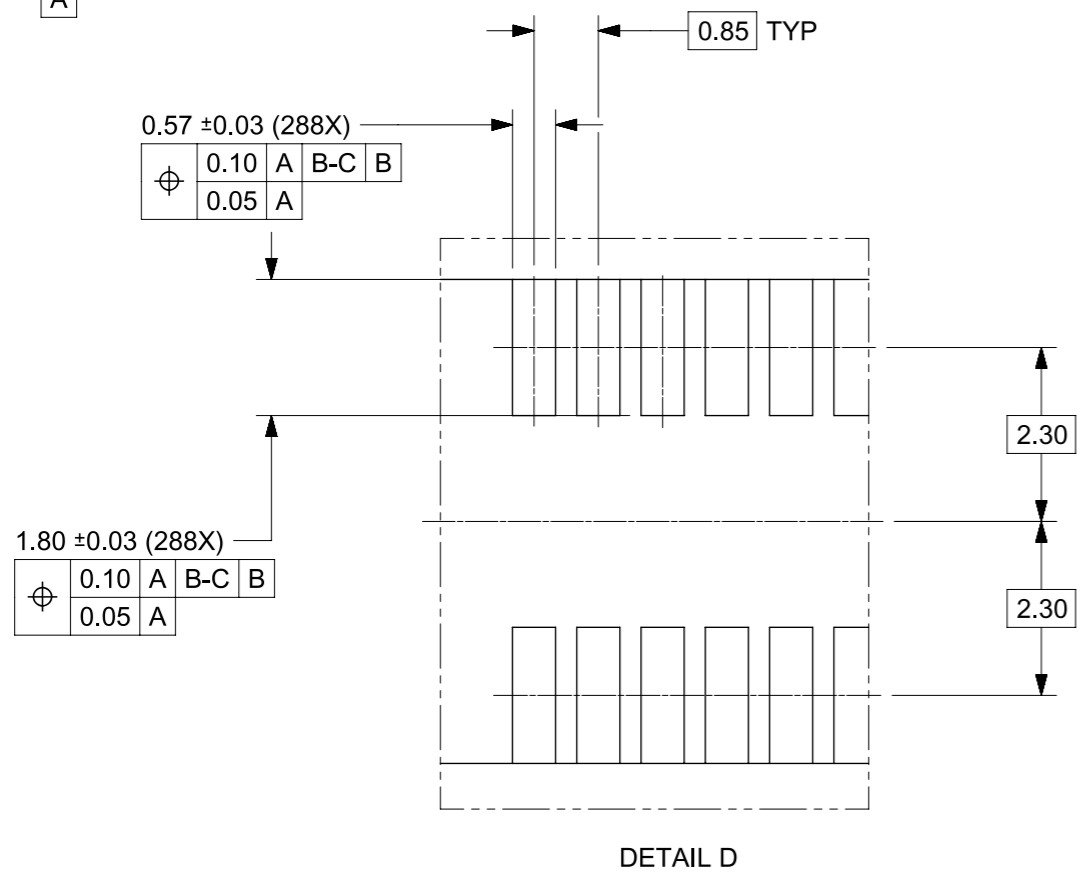 A
0.85 TYP
0.57 ±0.03 (288X)
⌖ 0.10 A B-C B
0.05 A
2.30
1.80 ±0.03 (288X)
⌖ 0.10 A B-C B
0.05 A
2.30
DETAIL D